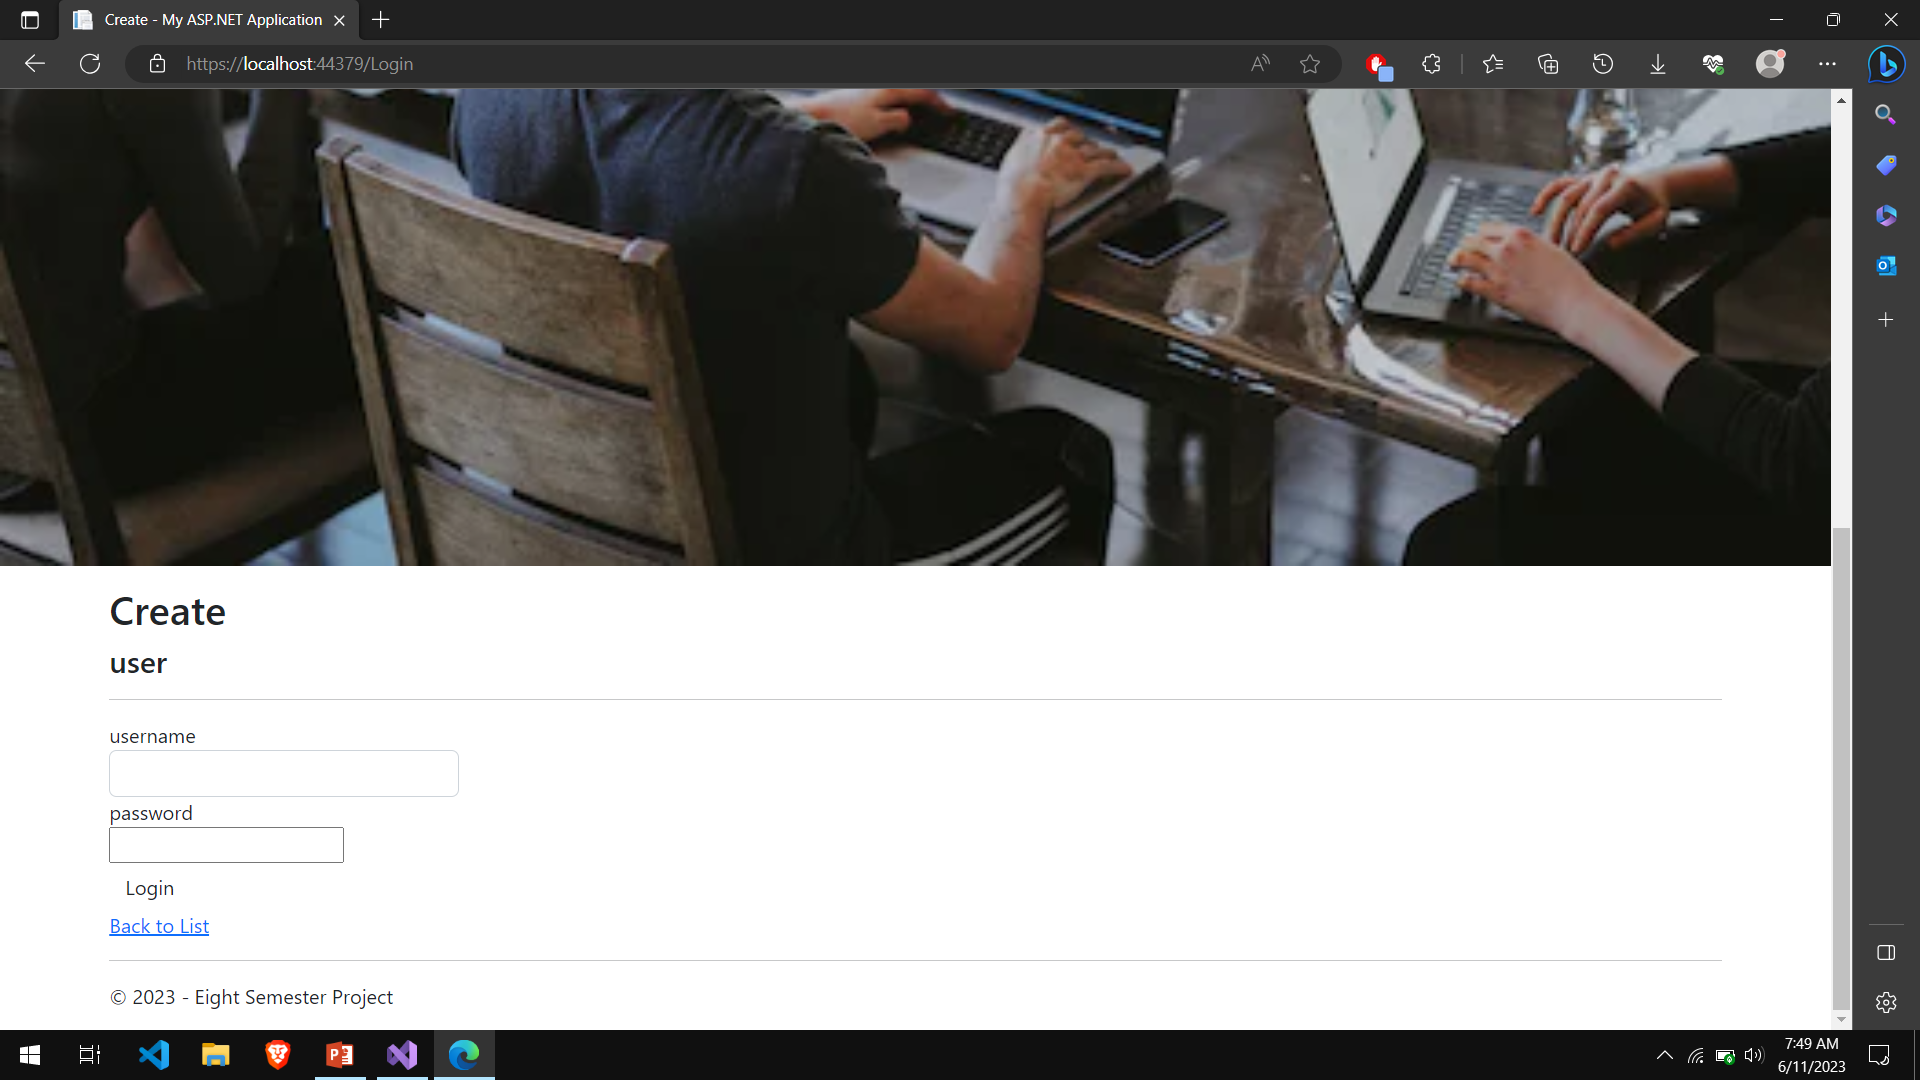 Create - My ASP.NET Application
https://localhost:44379/Login
Create
user
username
password
Login
Back to List
© 2023 - Eight Semester Project
7:49 AM
6/11/2023